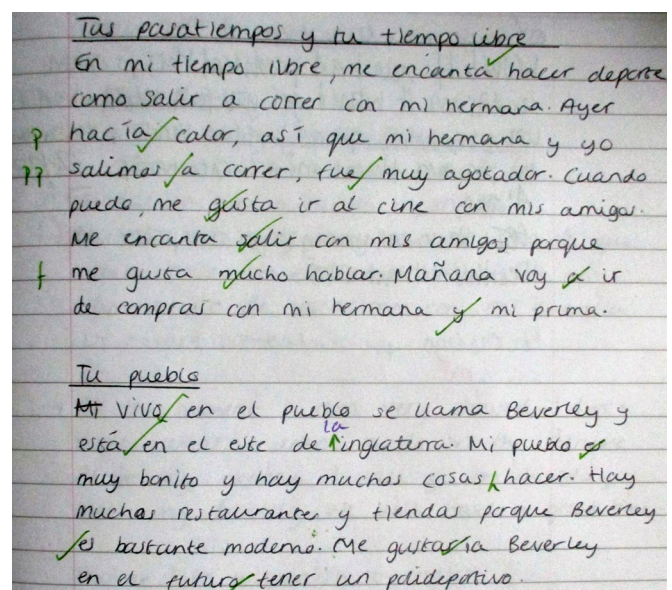 Tus pasatiempos y tu tiempo libre
En mi tiempo libre, me encanta hacer deporte
como salir a correr con mi hermana. Ayer
p hacía calor, así que mi hermana y yo
pp salimos a correr, fue muy agotador. Cuando
puedo, me gusta ir al cine con mis amigos.
Me encanta salir con mis amigos porque
f me gusta mucho hablar. Mañana voy a ir
de compras con mi hermana y mi prima.
Tu pueblo
Vivo en el pueblo se llama Beverley y
la
está en el este de inglaterra. Mi pueblo es
muy bonito y hay muchos cosas hacer. Hay
muchos restaurantes y tiendas porque Beverley
es bastante moderno. Me gustaría Beverley
en el futuro tener un polideportivo.